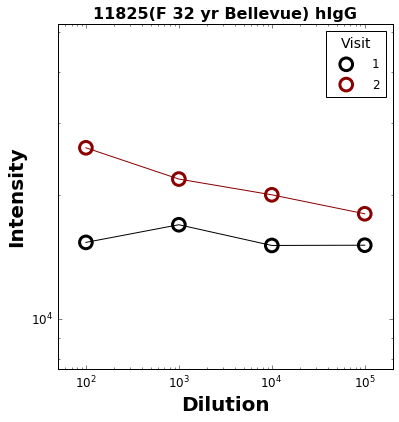 11825(F 32 yr Bellevue) hIgG
Visit
1
2
Intensity
10^4
10^2 10^3 10^4 10^5
Dilution